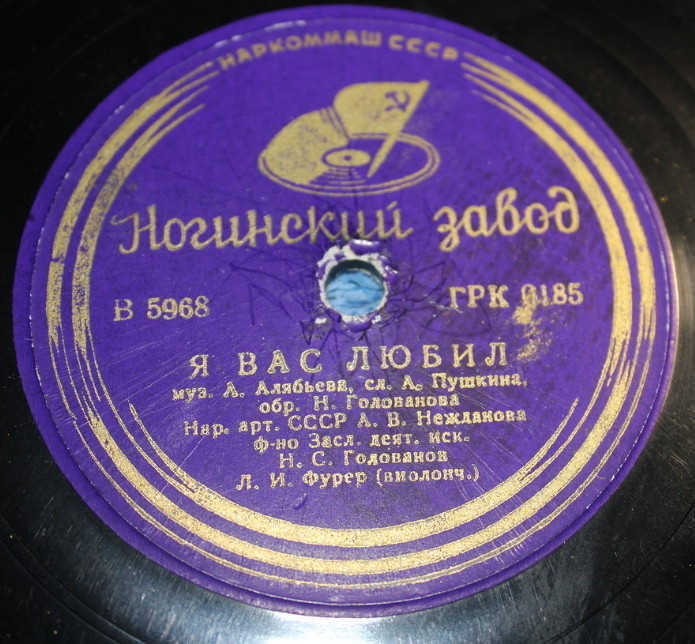 НАРКОММАШ СССР
Ногинский завод
В 5968
ГРК 0185
Я ВАС ЛЮБИЛ
муз. А. Алябьева, сл. А. Пушкина,
обр. Н. Голованова
Нар. арт. СССР А. В. Нежданова
ф-но Засл. деят. иск.
Н. С. Голованов
Л. И. Фурер (виолонч.)